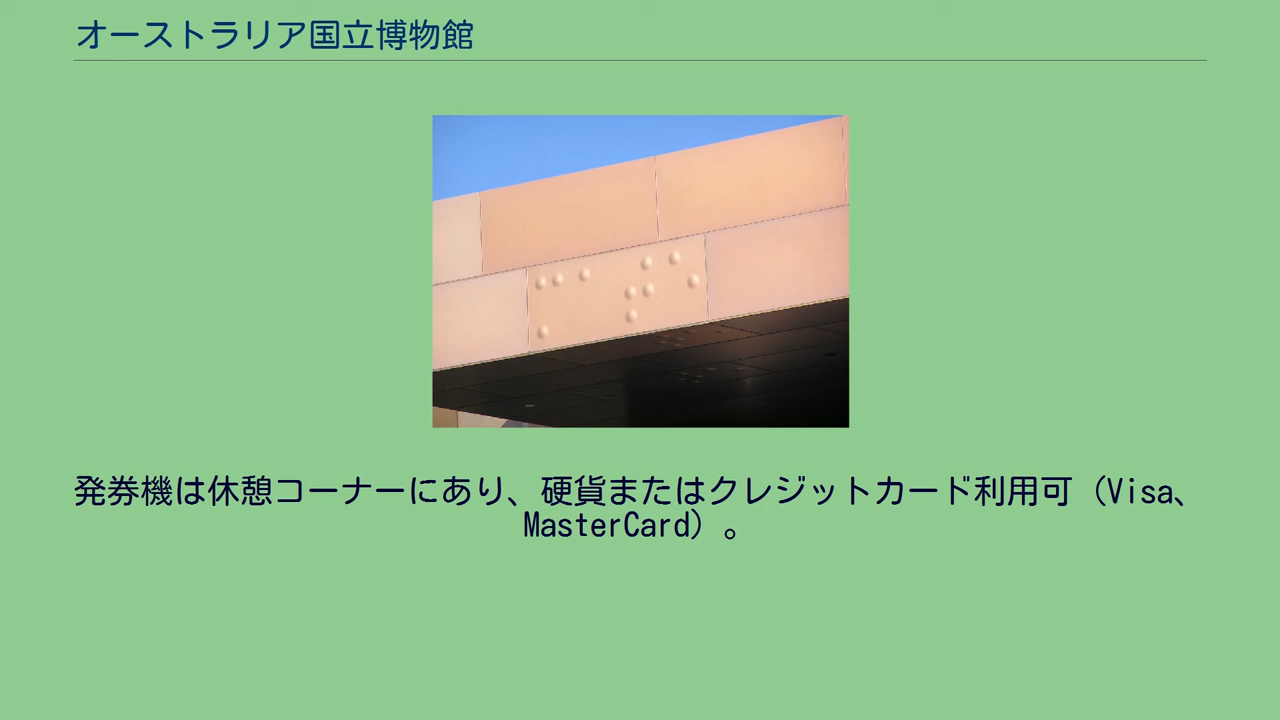 オーストラリア国立博物館
発券機は休憩コーナーにあり、硬貨またはクレジットカード利用可（Visa、
MasterCard）。